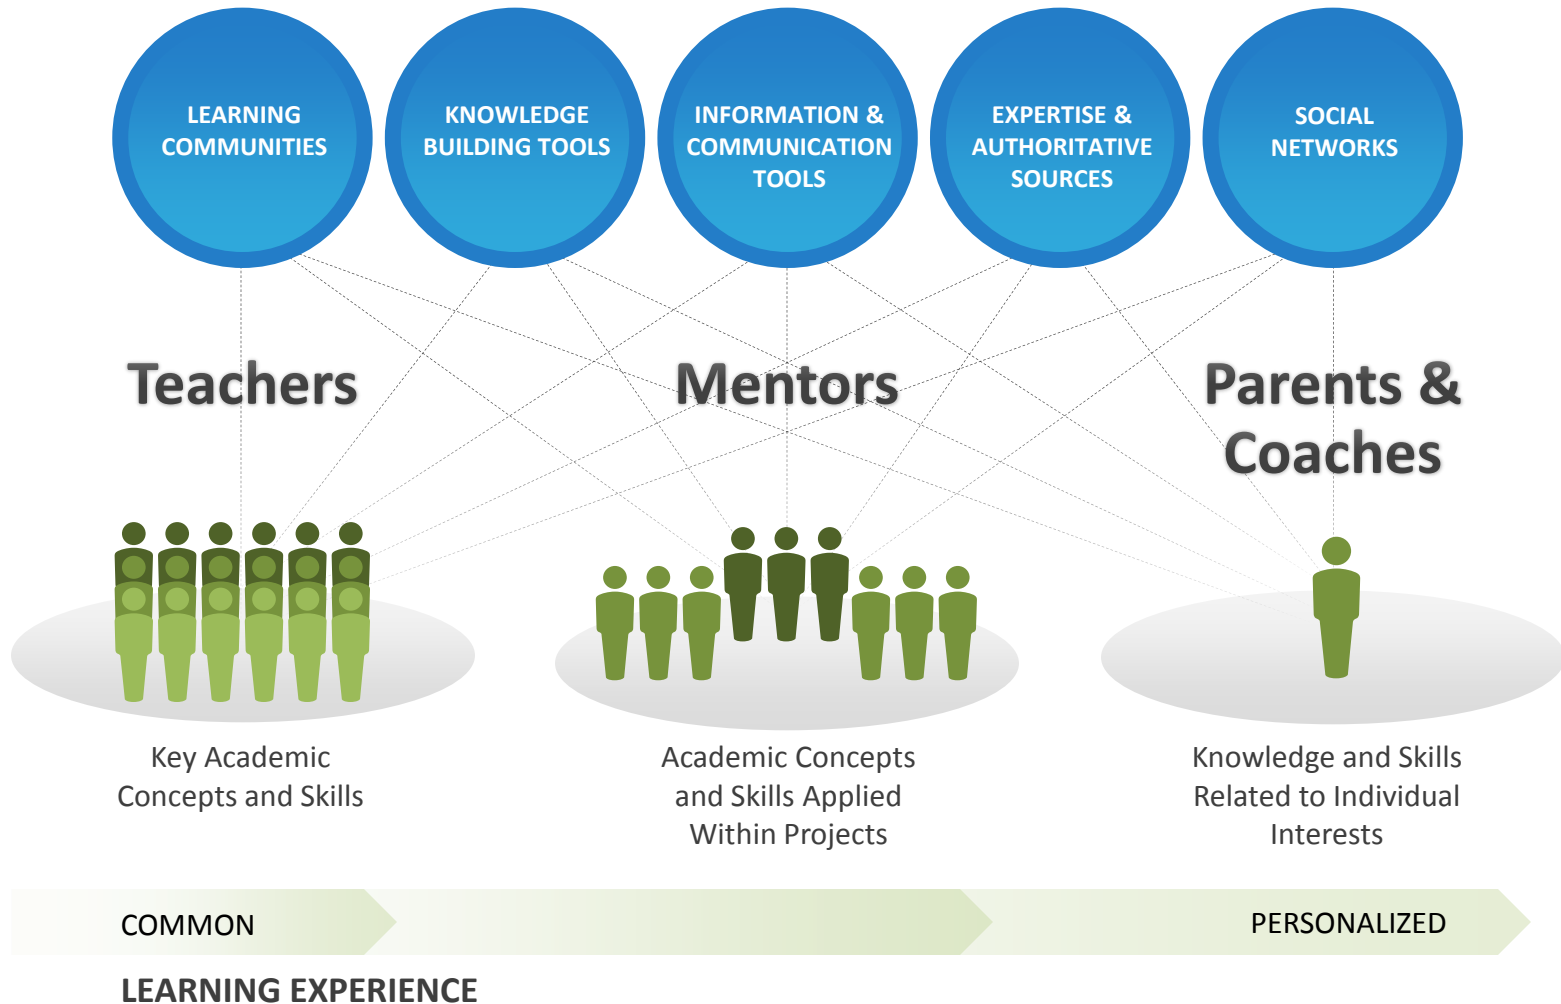 LEARNING
COMMUNITIES
KNOWLEDGE
BUILDING TOOLS
INFORMATION &
COMMUNICATION
TOOLS
EXPERTISE &
AUTHORITATIVE
SOURCES
SOCIAL
NETWORKS
Teachers
Mentors
Parents &
Coaches
Key Academic
Concepts and Skills
Academic Concepts
and Skills Applied
Within Projects
Knowledge and Skills
Related to Individual
Interests
COMMON
PERSONALIZED
LEARNING EXPERIENCE